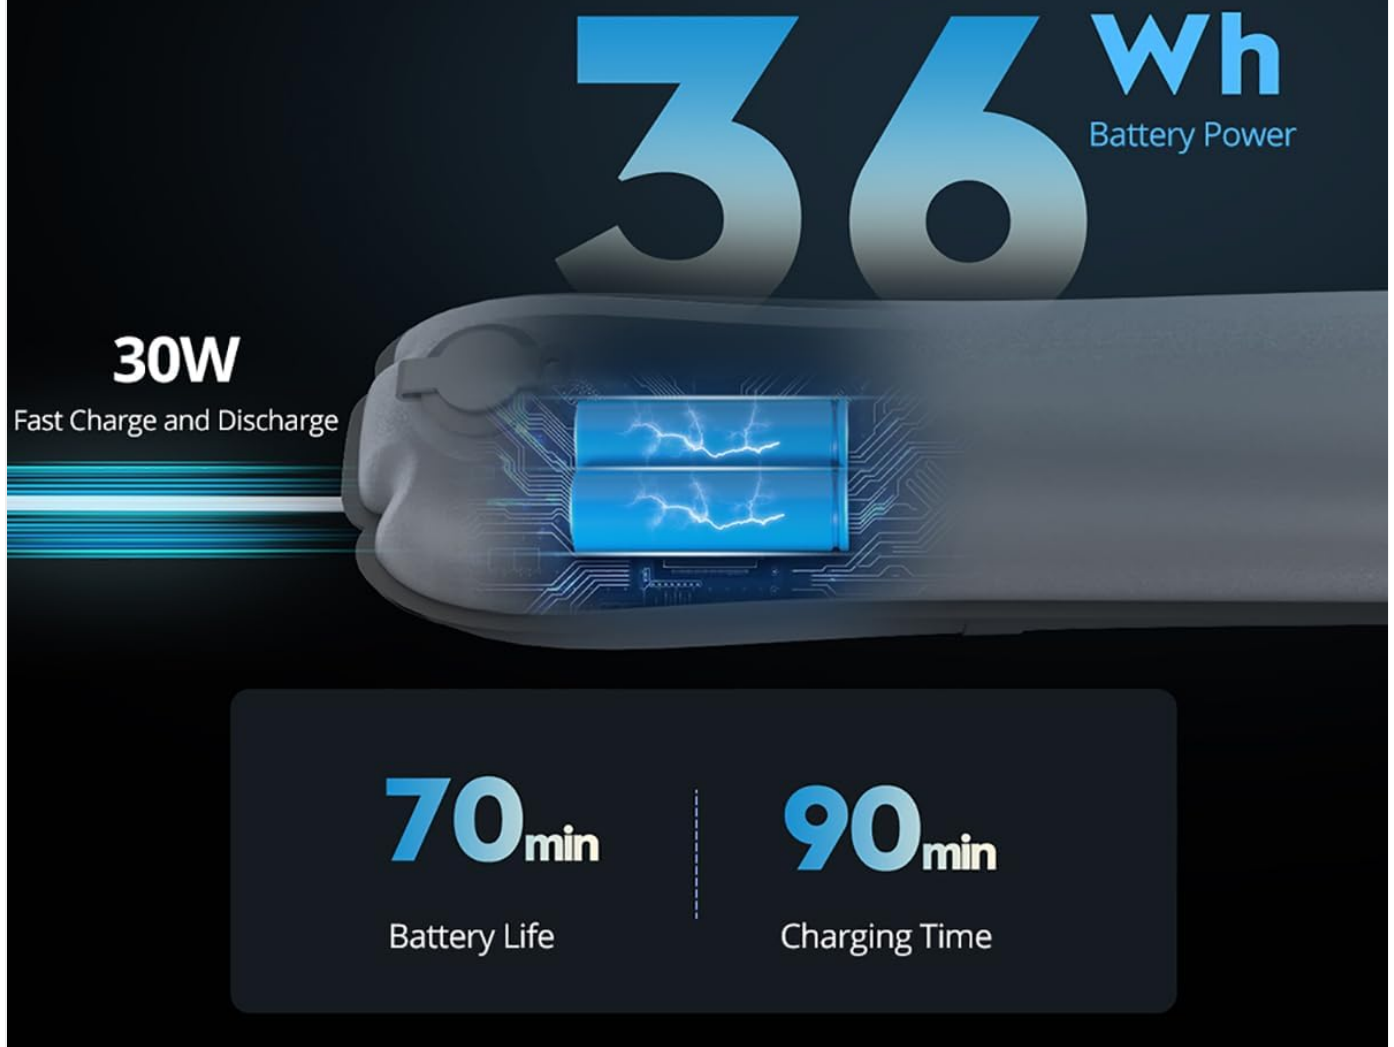 36 Wh
Battery Power
30W
Fast Charge and Discharge
70min
Battery Life
90min
Charging Time